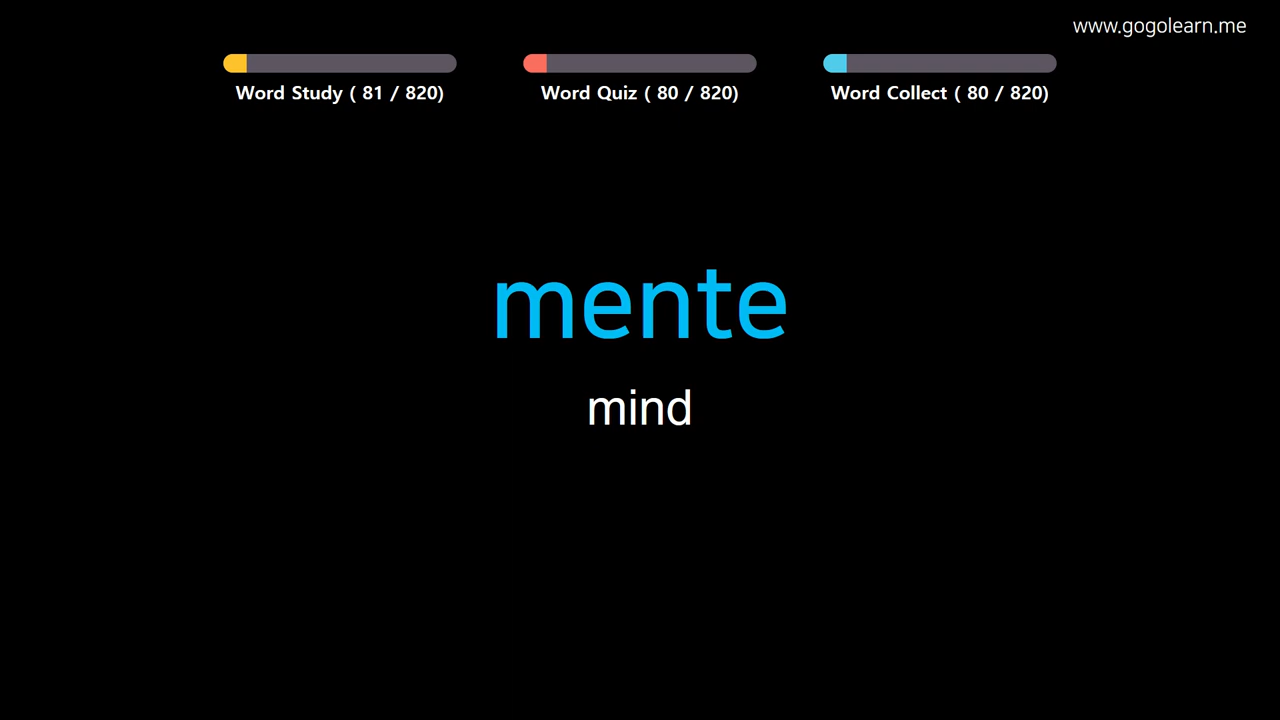 www.gogolearn.me
Word Study ( 81 / 820)
Word Quiz ( 80 / 820)
Word Collect ( 80 / 820)
mente
mind